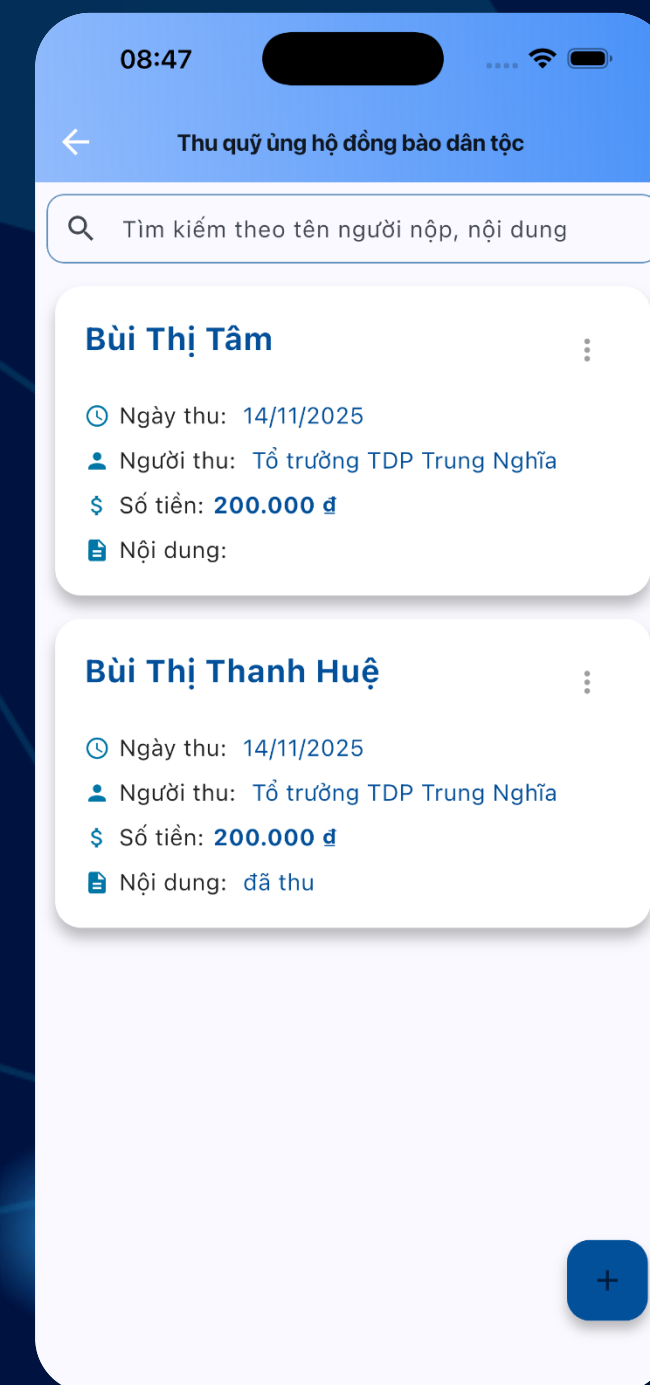 08:47
Thu quỹ ủng hộ đồng bào dân tộc
Tìm kiếm theo tên người nộp, nội dung
Bùi Thị Tâm
Ngày thu: 14/11/2025
Người thu: Tổ trưởng TDP Trung Nghĩa
Số tiền: 200.000 ₫
Nội dung:
Bùi Thị Thanh Huệ
Ngày thu: 14/11/2025
Người thu: Tổ trưởng TDP Trung Nghĩa
Số tiền: 200.000 ₫
Nội dung: đã thu